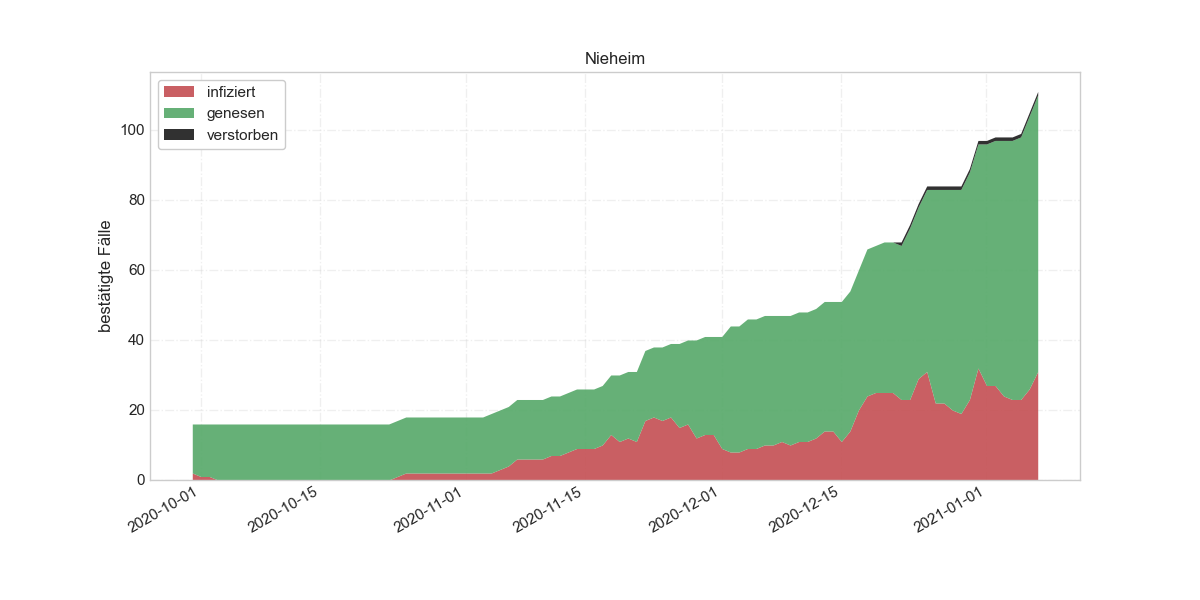 Nieheim
infiziert
genesen
verstorben
bestätigte Fälle
100
80
60
40
20
0
2020-10-01
2020-10-15
2020-11-01
2020-11-15
2020-12-01
2020-12-15
2021-01-01